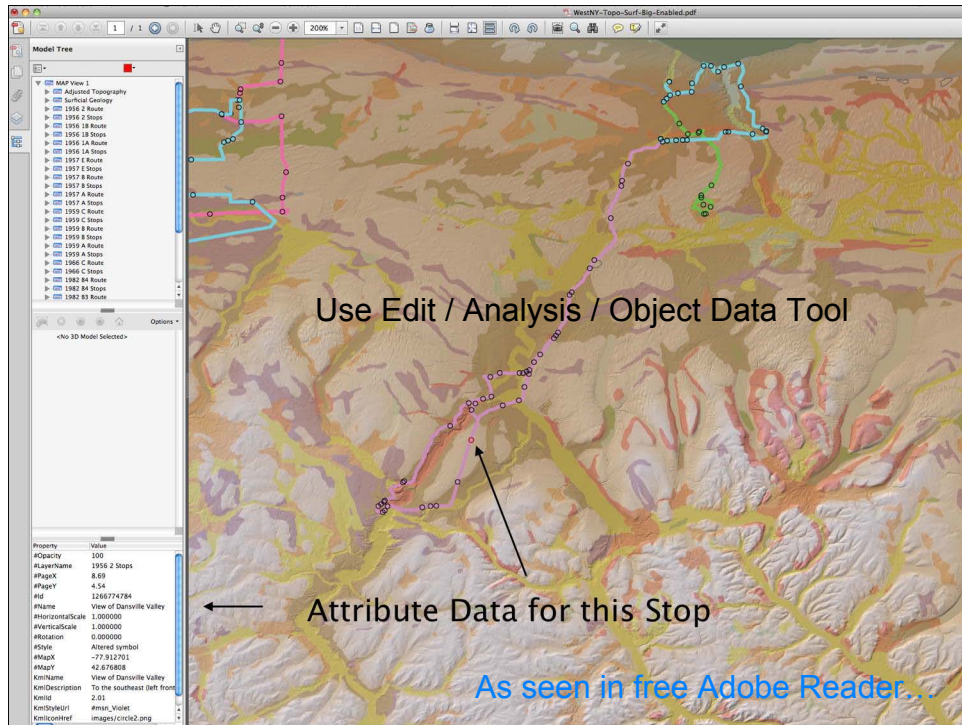 WestNY-Topo-Surf-Big-Enabled.pdf
1 / 1
200%
Model Tree
MAP View 1
Adjusted Topography
Surficial Geology
1956 2 Route
1956 2 Stops
1956 1B Route
1956 1B Stops
1956 1A Route
1956 1A Stops
1957 E Route
1957 E Stops
1957 B Route
1957 B Stops
1957 A Route
1957 A Stops
1959 C Route
1959 C Stops
1959 B Route
1959 B Stops
1959 A Route
1959 A Stops
1966 C Route
1966 C Stops
1982 B4 Route
1982 B4 Stops
1982 B3 Route
Options
<No 3D Model Selected>
Use Edit / Analysis / Object Data Tool
Property Value
#Opacity 100
#LayerName 1956 2 Stops
#PageX 8.69
#PageY 4.54
#Id 1266774784
#Name View of Dansville Valley
#HorizontalScale 1.000000
#VerticalScale 1.000000
#Rotation 0.000000
#Style Altered symbol
#MapX -77.912701
#MapY 42.676808
KmlName View of Dansville Valley
KmlDescription To the southeast (left front
KmlId 2.01
KmlStyleUrl #msn_Violet
KmlIconHref images/circle2.png
Attribute Data for this Stop
As seen in free Adobe Reader...